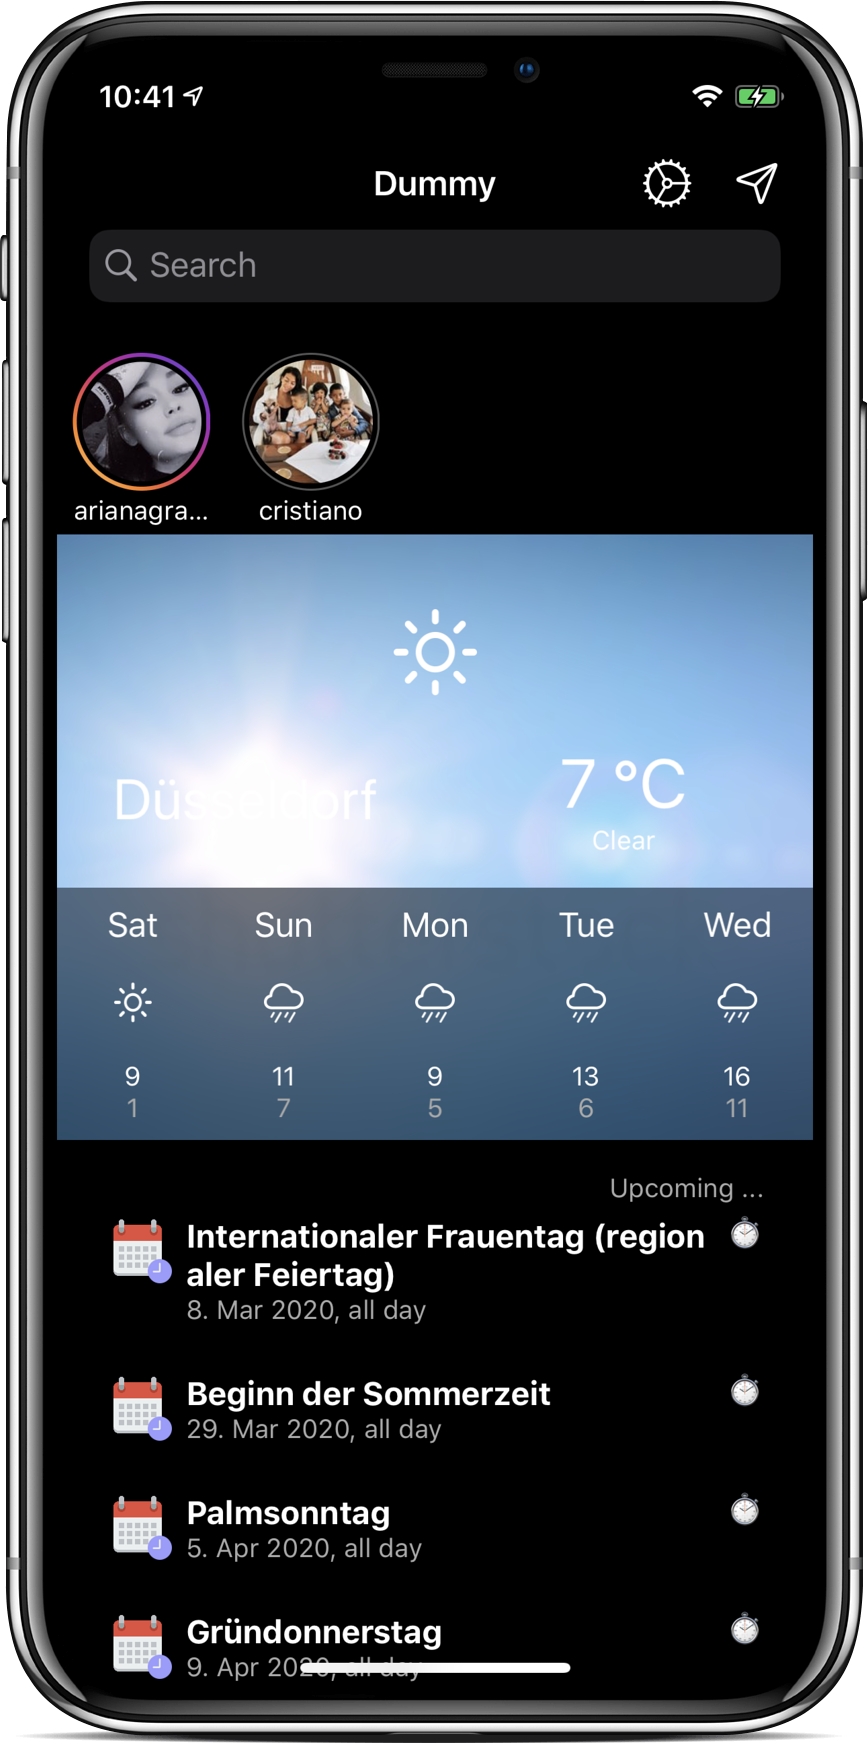 10:41
Dummy
Search
arianagra...
cristiano
Düsseldorf
7 °C
Clear
Sat Sun Mon Tue Wed
9 11 9 13 16
1 7 5 6 11
Upcoming ...
Internationaler Frauentag (region
aler Feiertag)
8. Mar 2020, all day
Beginn der Sommerzeit
29. Mar 2020, all day
Palmsonntag
5. Apr 2020, all day
Gründonnerstag
9. Apr 2020, all day